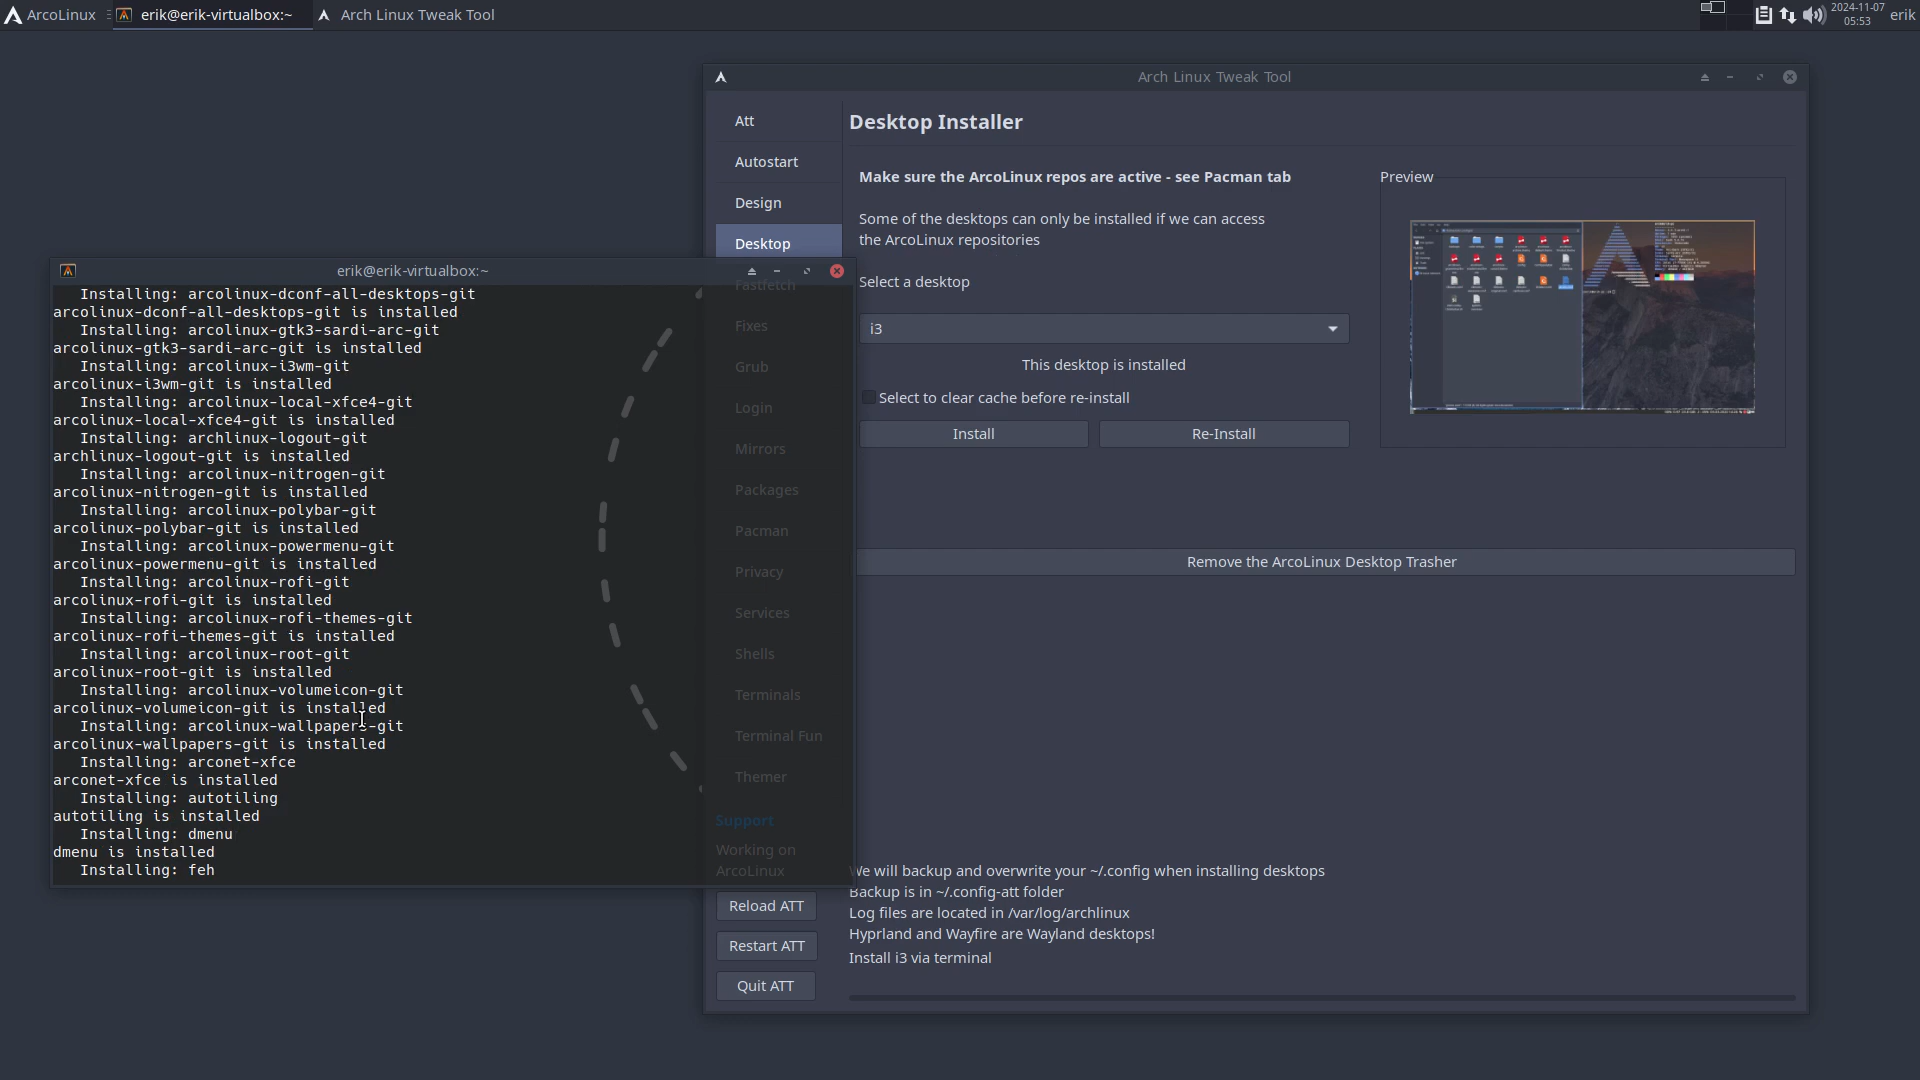 ArcoLinux
erik@erik-virtualbox:~
Arch Linux Tweak Tool
2024-11-07
05:53
erik
Arch Linux Tweak Tool
Att
Autostart
Design
Desktop
Fastfetch
Fixes
Grub
Login
Mirrors
Packages
Pacman
Privacy
Services
Shells
Terminals
Terminal Fun
Themer
Support
Working on
ArcoLinux
Reload ATT
Restart ATT
Quit ATT
Desktop Installer
Make sure the ArcoLinux repos are active - see Pacman tab
Some of the desktops can only be installed if we can access
the ArcoLinux repositories
Select a desktop
i3
This desktop is installed
Select to clear cache before re-install
Install
Re-Install
Preview
Remove the ArcoLinux Desktop Trasher
We will backup and overwrite your ~/.config when installing desktops
Backup is in ~/.config-att folder
Log files are located in /var/log/archlinux
Hyprland and Wayfire are Wayland desktops!
Install i3 via terminal
erik@erik-virtualbox:~
Installing: arcolinux-dconf-all-desktops-git
arcolinux-dconf-all-desktops-git is installed
Installing: arcolinux-gtk3-sardi-arc-git
arcolinux-gtk3-sardi-arc-git is installed
Installing: arcolinux-i3wm-git
arcolinux-i3wm-git is installed
Installing: arcolinux-local-xfce4-git
arcolinux-local-xfce4-git is installed
Installing: archlinux-logout-git
archlinux-logout-git is installed
Installing: arcolinux-nitrogen-git
arcolinux-nitrogen-git is installed
Installing: arcolinux-polybar-git
arcolinux-polybar-git is installed
Installing: arcolinux-powermenu-git
arcolinux-powermenu-git is installed
Installing: arcolinux-rofi-git
arcolinux-rofi-git is installed
Installing: arcolinux-rofi-themes-git
arcolinux-rofi-themes-git is installed
Installing: arcolinux-root-git
arcolinux-root-git is installed
Installing: arcolinux-volumeicon-git
arcolinux-volumeicon-git is installed
Installing: arcolinux-wallpapers-git
arcolinux-wallpapers-git is installed
Installing: arconet-xfce
arconet-xfce is installed
Installing: autotiling
autotiling is installed
Installing: dmenu
dmenu is installed
Installing: feh